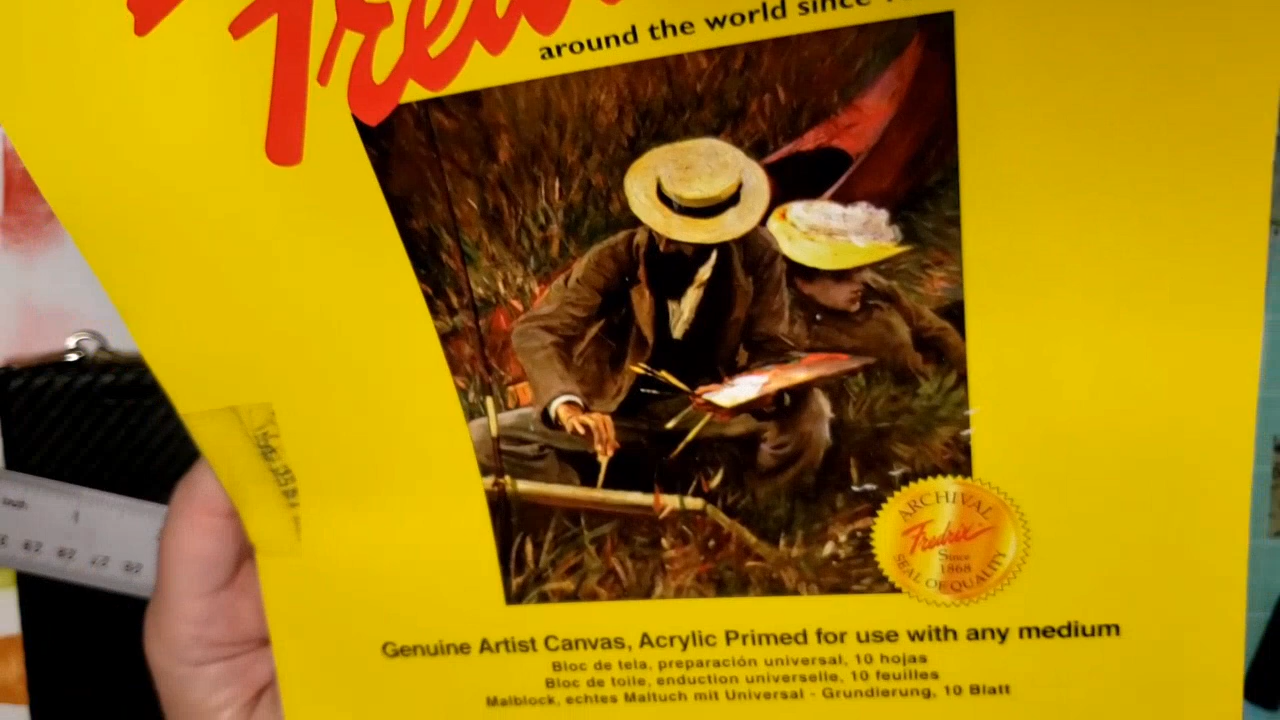 Fredrix
around the world since
ARCHIVAL
Fredrix
Since
1868
SEAL OF QUALITY
Genuine Artist Canvas, Acrylic Primed for use with any medium
Bloc de tela, preparación universal, 10 hojas
Bloc de toile, enduction universelle, 10 feuilles
Malblock, echtes Maltuch mit Universal - Grundierung, 10 Blatt